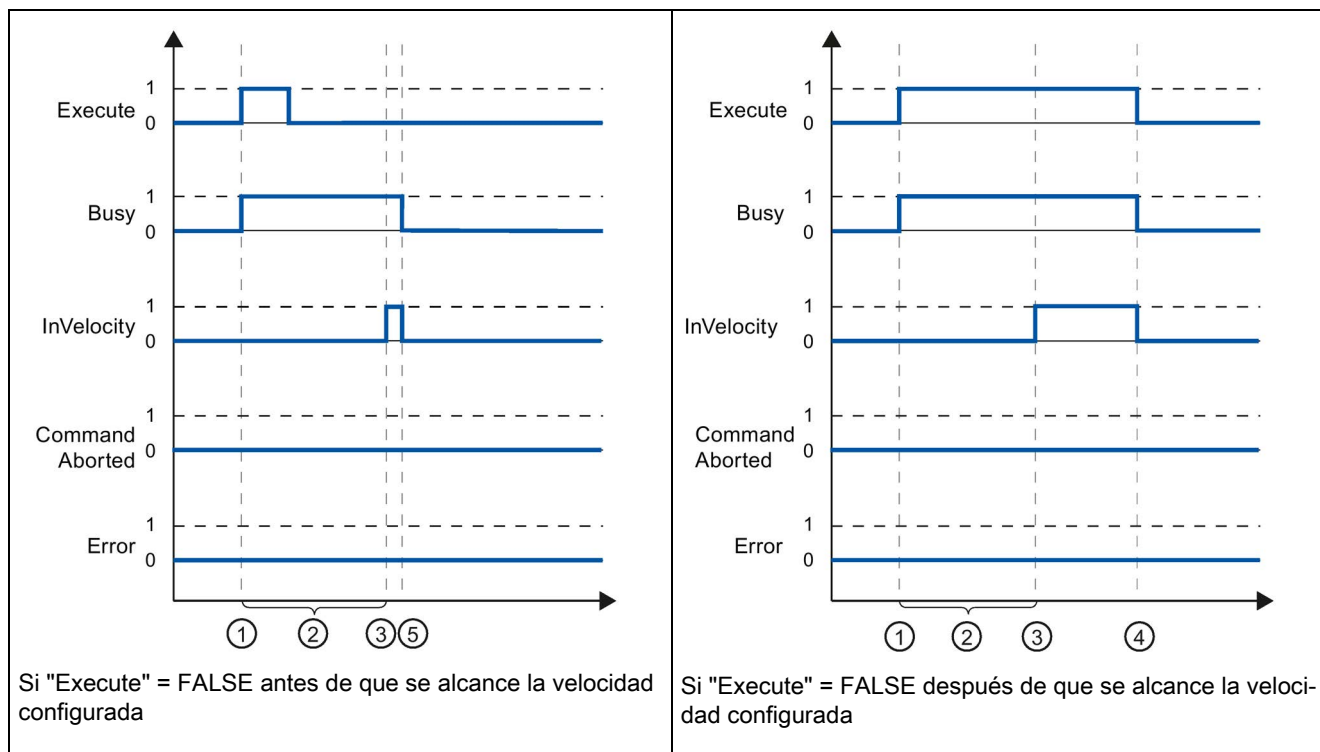 1
Execute
0
1
Busy
0
1
InVelocity
0
1
Command
Aborted
0
1
Error
0
1 2 3 5
Si "Execute" = FALSE antes de que se alcance la velocidad
configurada
1
Execute
0
1
Busy
0
1
InVelocity
0
1
Command
Aborted
0
1
Error
0
1 2 3 4
Si "Execute" = FALSE después de que se alcance la veloci-
dad configurada